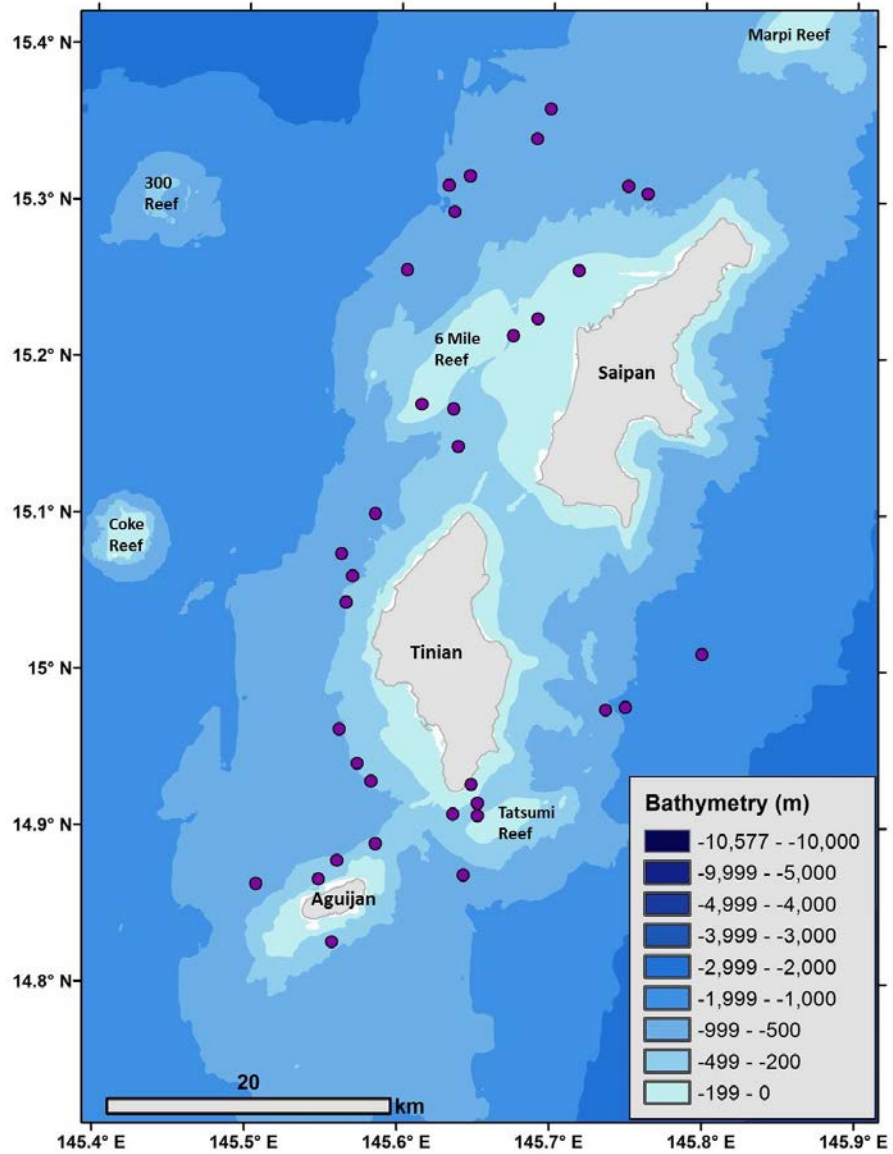 15.4° N
Marpi Reef
15.3° N
300
Reef
15.2° N
6 Mile
Reef
Saipan
15.1° N
Coke
Reef
15° N
Tinian
14.9° N
Tatsumi
Reef
Aguijan
14.8° N
Bathymetry (m)
-10,577 - -10,000
-9,999 - -5,000
-4,999 - -4,000
-3,999 - -3,000
-2,999 - -2,000
-1,999 - -1,000
-999 - -500
-499 - -200
-199 - 0
20
km
145.4° E
145.5° E
145.6° E
145.7° E
145.8° E
145.9° E